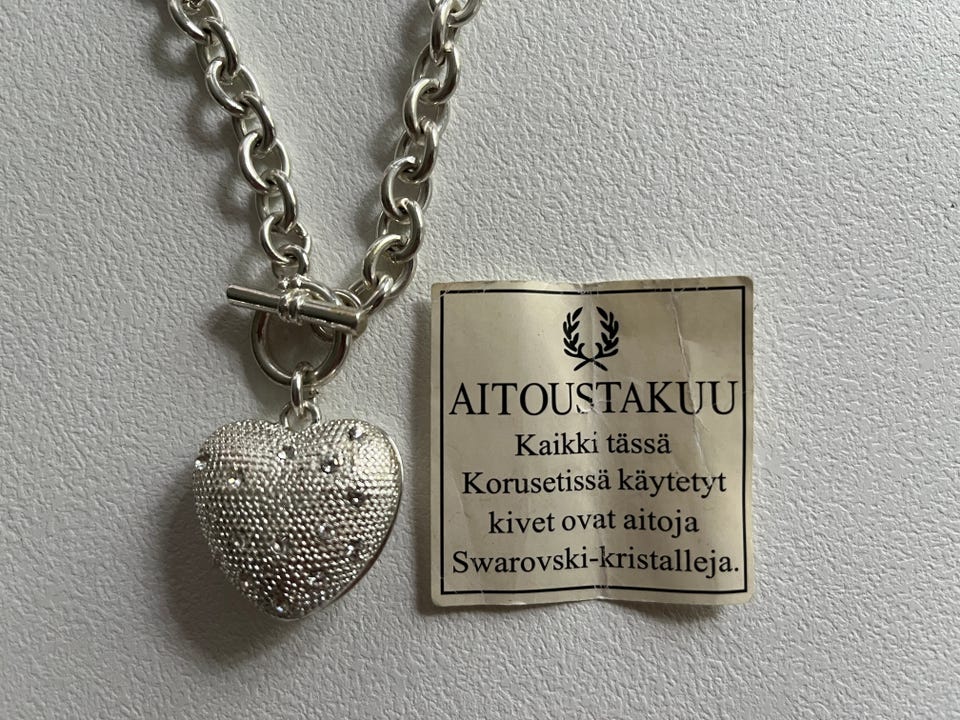 AITOUSTAKUU
Kaikki tässä
Korusetissä käytetyt
kivet ovat aitoja
Swarovski-kristalleja.